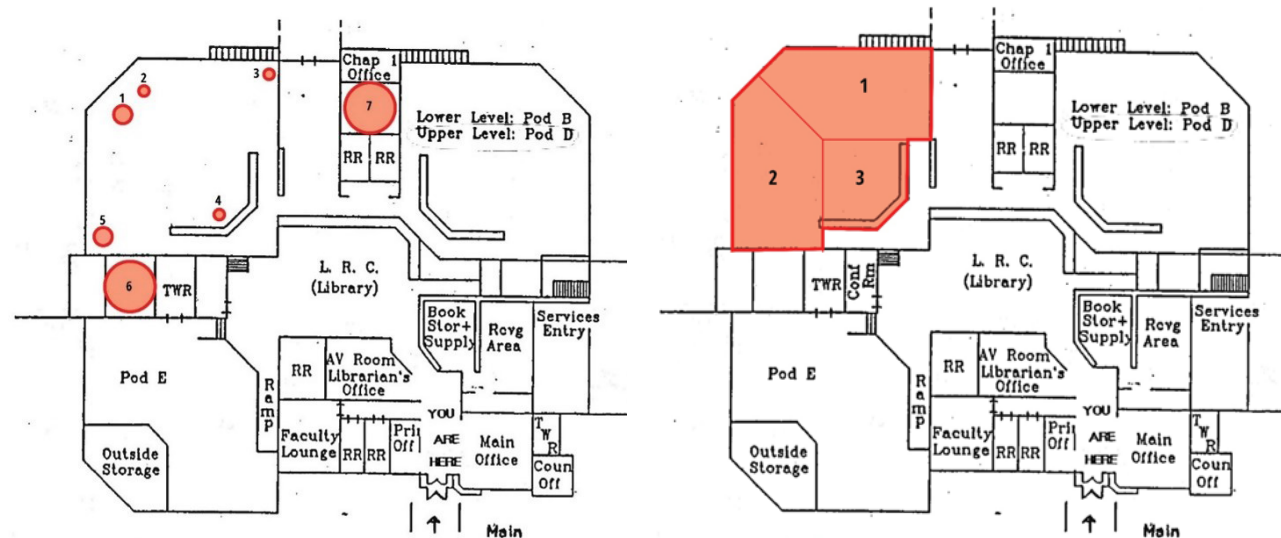 Chap 1
Office
2
3
1
7
Lower Level: Pod B
Upper Level: Pod D
RR
RR
4
5
6
TWR
L. R. C.
(Library)
Book
Stor+
Supply
Rcvg
Area
Services
Entry
Pod E
RR
AV Room
Librarian's
Office
Ramp
YOU
ARE
HERE
Faculty
Lounge
RR
RR
Pri
Off
Main
Office
TWR
Coun
Off
Outside
Storage
Main
Chap 1
Office
1
Lower Level: Pod B
Upper Level: Pod D
RR
RR
2
3
TWR
Conf
Rm
L. R. C.
(Library)
Book
Stor+
Supply
Rcvg
Area
Services
Entry
Pod E
RR
AV Room
Librarian's
Office
Ramp
YOU
ARE
HERE
Faculty
Lounge
RR
RR
Pri
Off
Main
Office
TWR
Coun
Off
Outside
Storage
Main